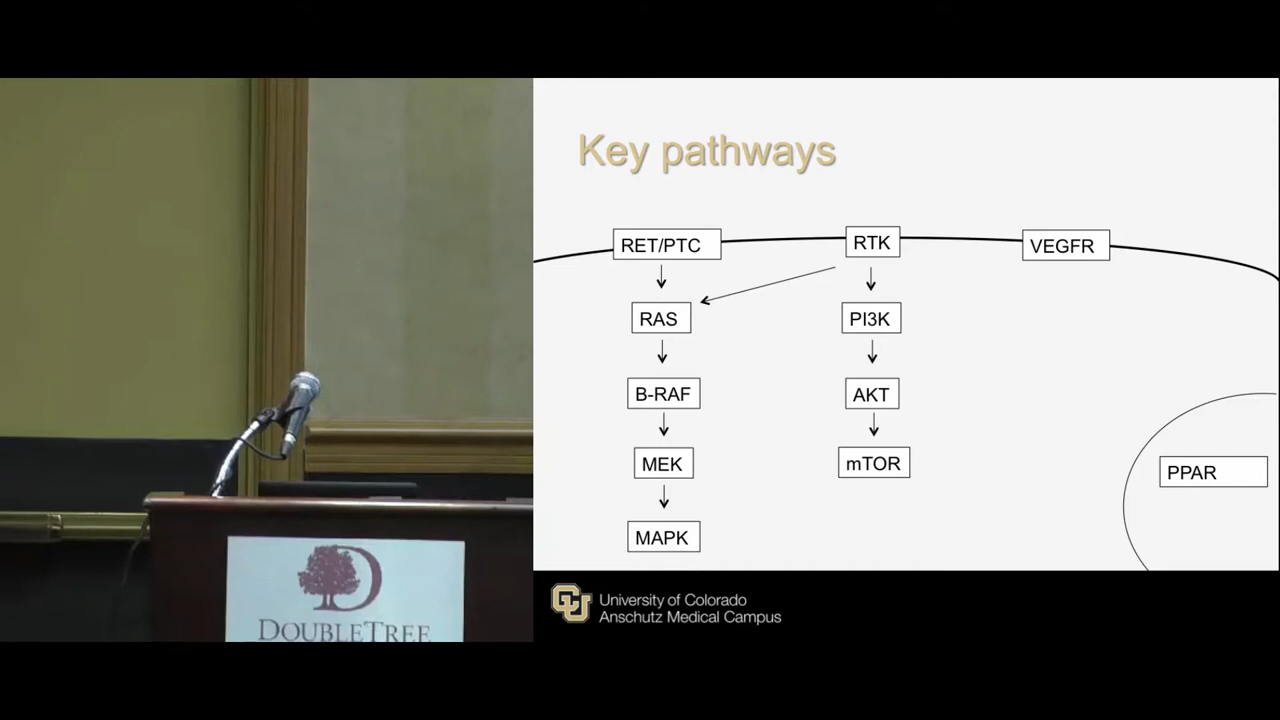 Key pathways
RET/PTC
RTK
VEGFR
RAS
PI3K
B-RAF
AKT
MEK
mTOR
PPAR
MAPK
CU
University of Colorado
Anschutz Medical Campus
D
DOUBLETREE